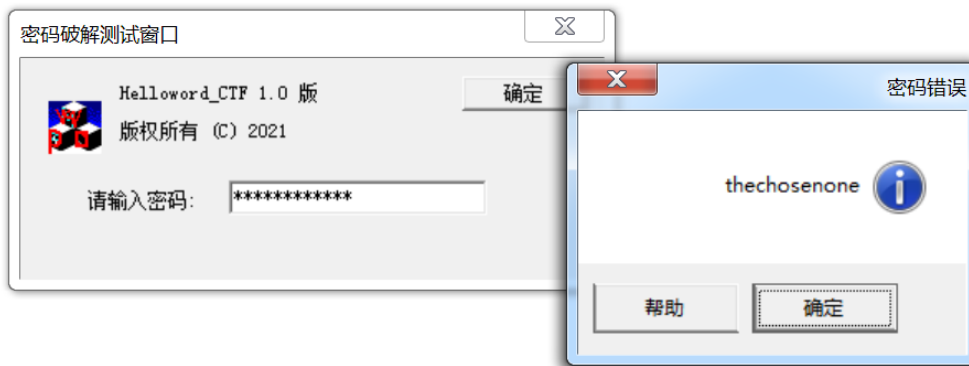 密码破解测试窗口
Helloword_CTF 1.0 版
确定
版权所有 (C) 2021
请输入密码:
************
密码错误
thechosenone
帮助
确定